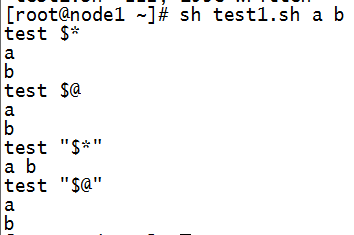 [root@node1 ~]# sh test1.sh a b
test $*
a
b
test $@
a
b
test "$*"
a b
test "$@"
a
b